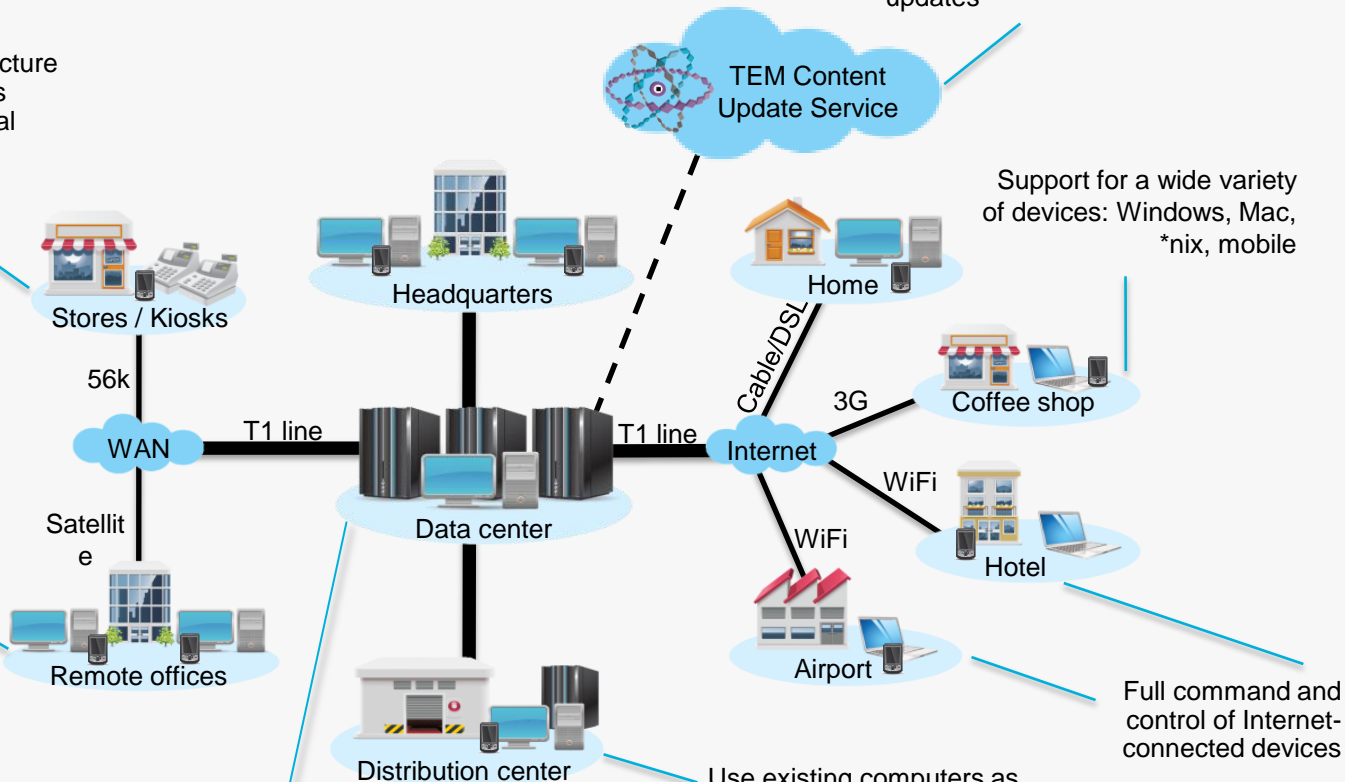 updates
TEM Content
Update Service
Support for a wide variety
of devices: Windows, Mac,
*nix, mobile
Headquarters
Home
Stores / Kiosks
Cable/DSL
56k
3G
Coffee shop
WAN
T1 line
T1 line
Internet
WiFi
Satellit
e
Data center
WiFi
Hotel
Remote offices
Airport
Full command and
control of Internet-
connected devices
Distribution center
Use existing computers as